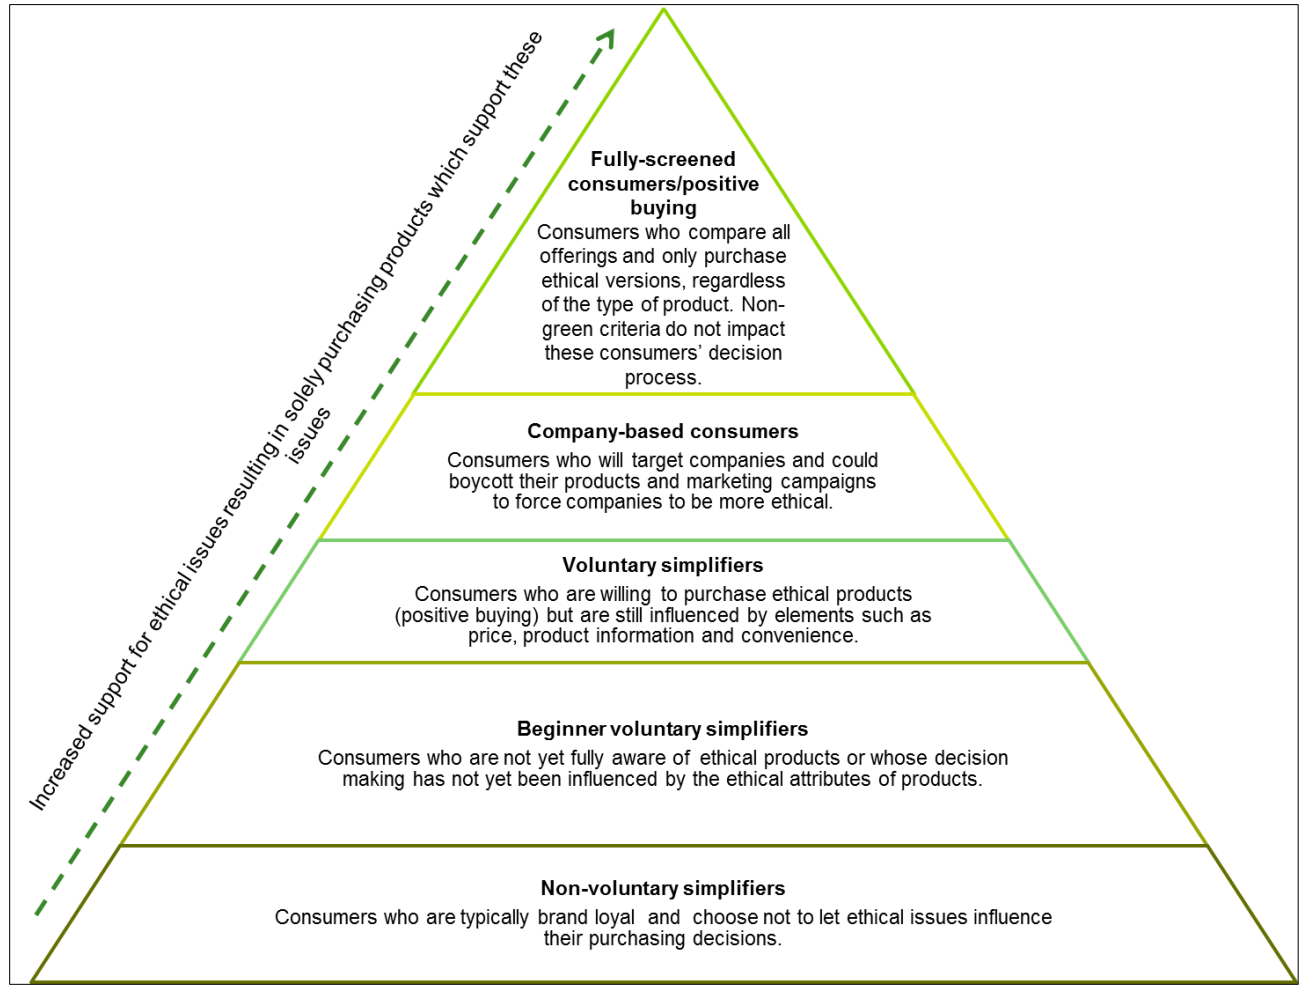 Increased support for ethical issues resulting in solely purchasing products which support these
issues
Fully-screened
consumers/positive
buying
Consumers who compare all
offerings and only purchase
ethical versions, regardless
of the type of product. Non-
green criteria do not impact
these consumers’ decision
process.
Company-based consumers
Consumers who will target companies and could
boycott their products and marketing campaigns
to force companies to be more ethical.
Voluntary simplifiers
Consumers who are willing to purchase ethical products
(positive buying) but are still influenced by elements such as
price, product information and convenience.
Beginner voluntary simplifiers
Consumers who are not yet fully aware of ethical products or whose decision
making has not yet been influenced by the ethical attributes of products.
Non-voluntary simplifiers
Consumers who are typically brand loyal and choose not to let ethical issues influence
their purchasing decisions.